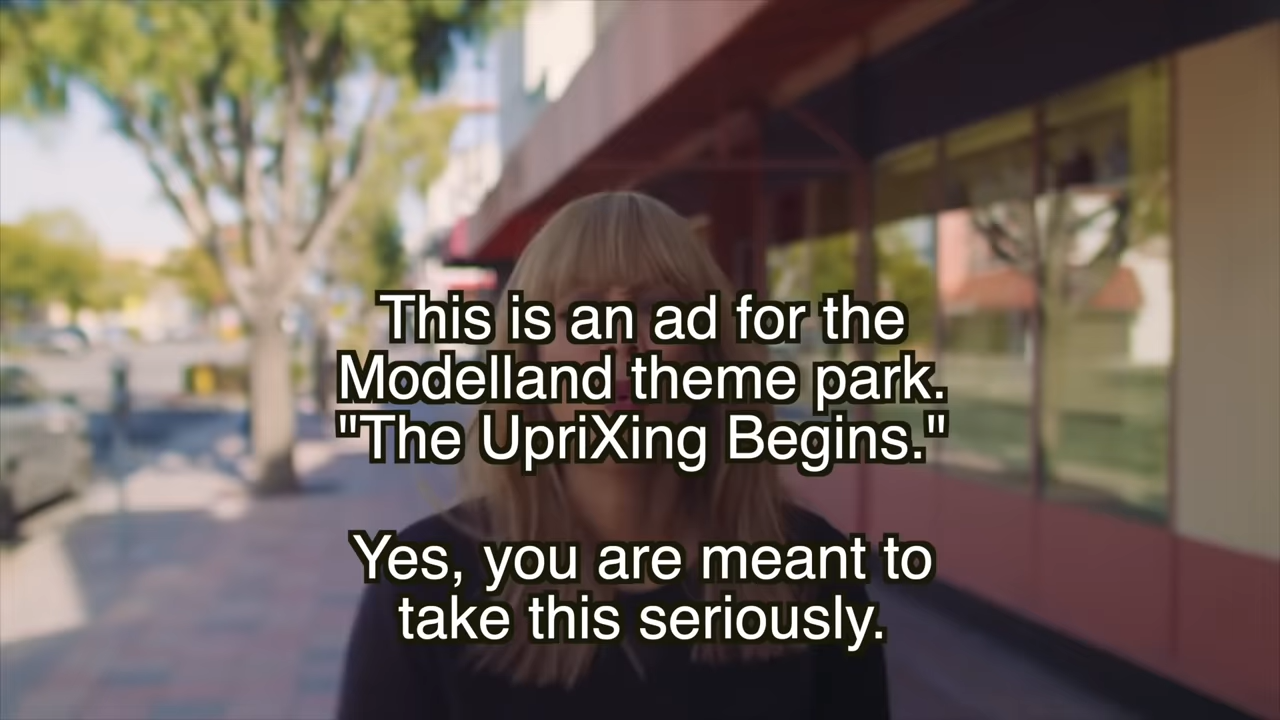 This is an ad for the
Modelland theme park.
"The UpriXing Begins."
Yes, you are meant to
take this seriously.